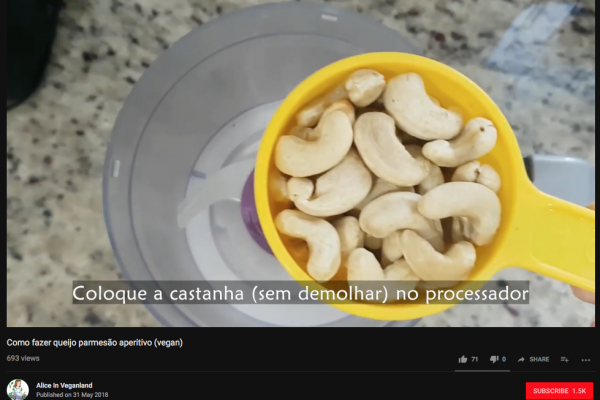 Coloque a castanha (sem demolhar) no processador
Como fazer queijo parmesão aperitivo (vegan)
693 views
71
0
SHARE
Alice In Veganland
Published on 31 May 2018
SUBSCRIBE 1.5K